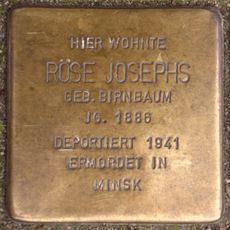 HIER WOHNTE
RÖSE JOSEPHS
GEB. BIRNBAUM
JG. 1886
DEPORTIERT 1941
ERMORDET IN
MINSK